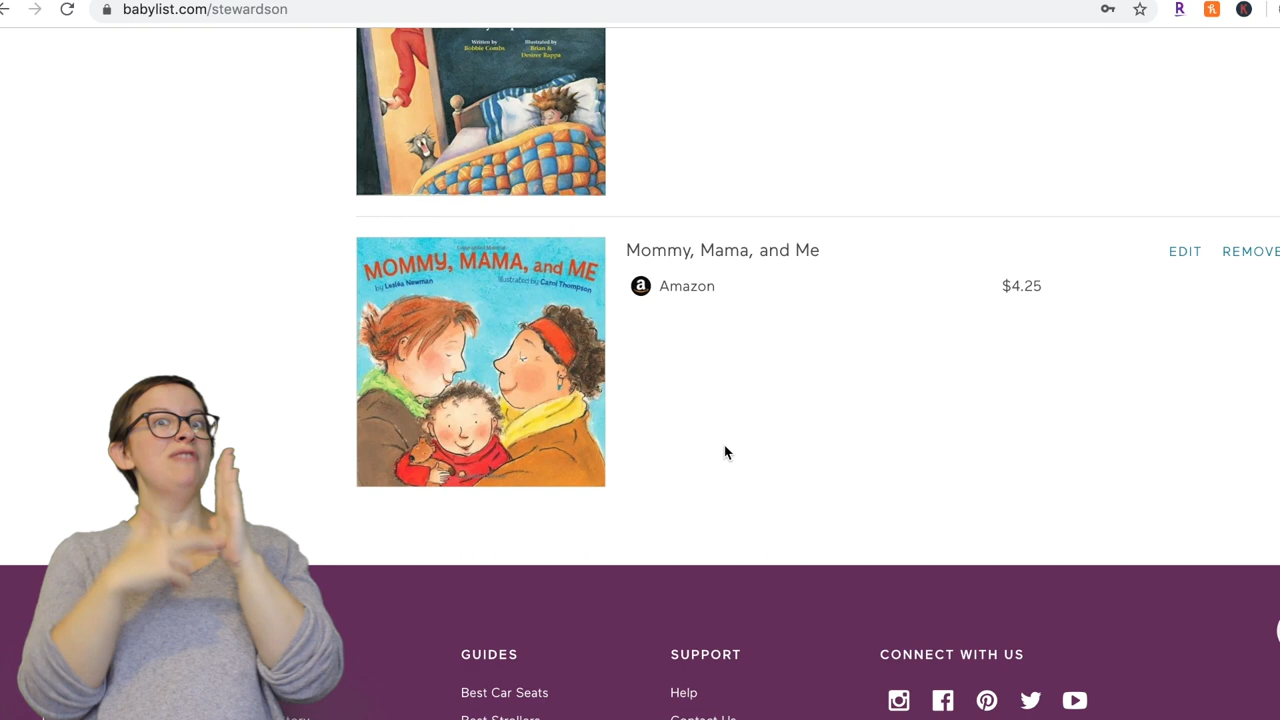 babylist.com/stewardson
Written by Illustrated by
Bobbie Combs Brian &
Desiree Rappa
MOMMY, MAMA, and ME
by Lesléa Newman Illustrated by Carol Thompson
Mommy, Mama, and Me
EDIT REMOVE
Amazon
$4.25
GUIDES SUPPORT CONNECT WITH US
Best Car Seats Help
Best Strollers Contact Us